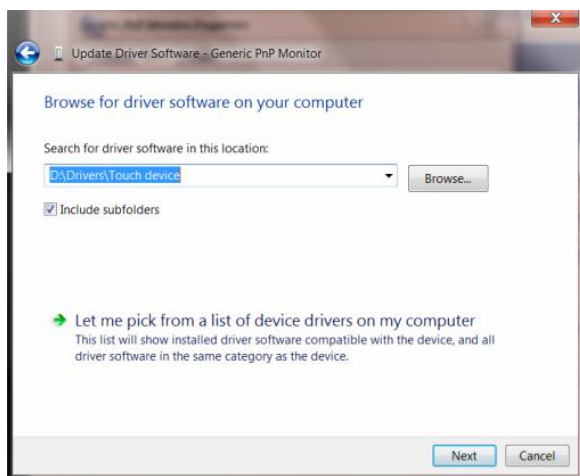 Update Driver Software - Generic PnP Monitor
Browse for driver software on your computer
Search for driver software in this location:
D:\Drivers\Touch device
Browse...
Include subfolders
Let me pick from a list of device drivers on my computer
This list will show installed driver software compatible with the device, and all
driver software in the same category as the device.
Next
Cancel